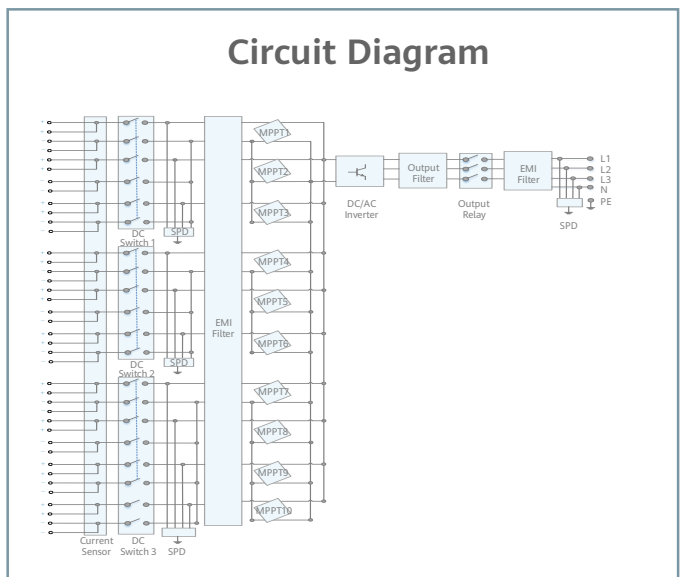 Circuit Diagram
MPPT1
MPPT2
MPPT3
MPPT4
MPPT5
MPPT6
MPPT7
MPPT8
MPPT9
MPPT10
DC
Switch 1
SPD
DC
Switch 2
SPD
EMI
Filter
Current
Sensor
DC
Switch 3
SPD
DC/AC
Inverter
Output
Filter
Output
Relay
EMI
Filter
L1
L2
L3
N
PE
SPD